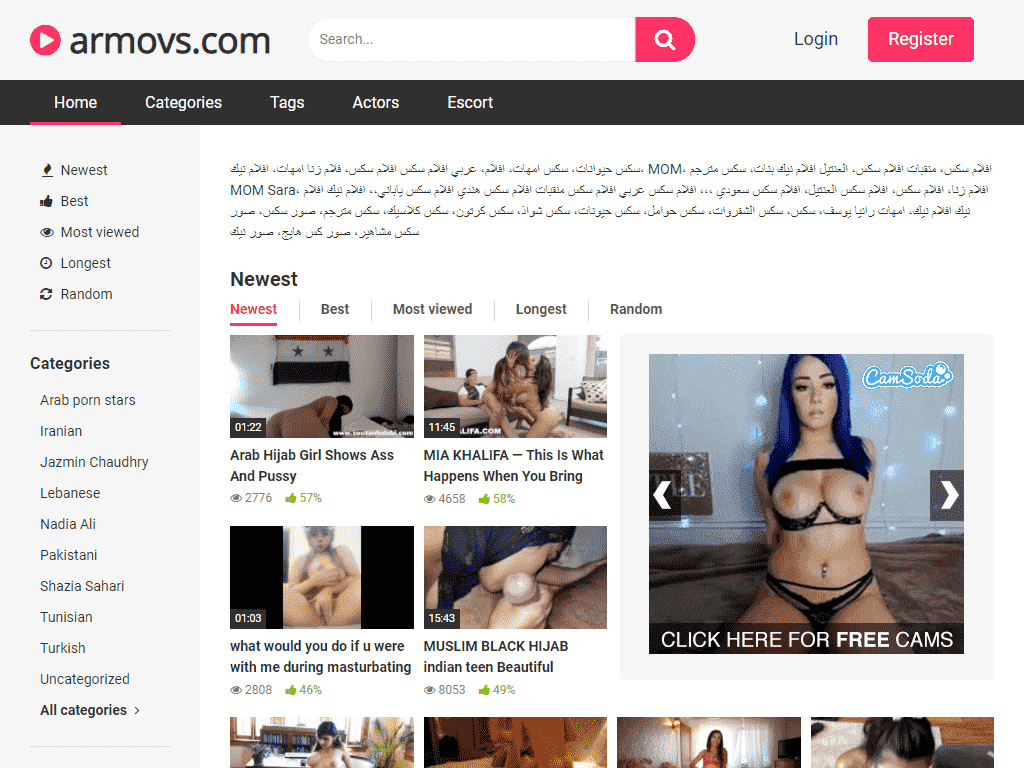 armovs.com
Search...
Login
Register
Home
Categories
Tags
Actors
Escort
Newest
Best
Most viewed
Longest
Random
Categories
Arab porn stars
Iranian
Jazmin Chaudhry
Lebanese
Nadia Ali
Pakistani
Shazia Sahari
Tunisian
Turkish
Uncategorized
All categories
افلام سكس، منقبات افلام سكس، العنتيل افلام نيك بنات، سكس مترجم ،MOM ،سكس حيوانات، سكس امهات، افلام، عربي افلام سكس افلام سكس، فلام زنا امهات، افلام نيك
افلام زنا، افلام سكس، افلام سكس العنتيل، افلام سكس سعودي ،،، افلام سكس عربي افلام سكس منقبات افلام سكس هندي افلام سكس ياباني،، افلام نيك افلام ،MOM Sara
نيك افلام نيك، امهات رانيا يوسف، سكس، سكس الشقروات، سكس حوامل، سكس حيونات، سكس شواذ، سكس كرتون، سكس كلاسيك، سكس مترجم، صور سكس، صور
سكس مشاهير، صور كس هايج، صور نيك
Newest
Newest
Best
Most viewed
Longest
Random
01:22
Arab Hijab Girl Shows Ass
And Pussy
2776 57%
11:45
MIA KHALIFA — This Is What
Happens When You Bring
4658 58%
01:03
what would you do if u were
with me during masturbating
2808 46%
15:43
MUSLIM BLACK HIJAB
indian teen Beautiful
8053 49%
CamSoda
CLICK HERE FOR FREE CAMS